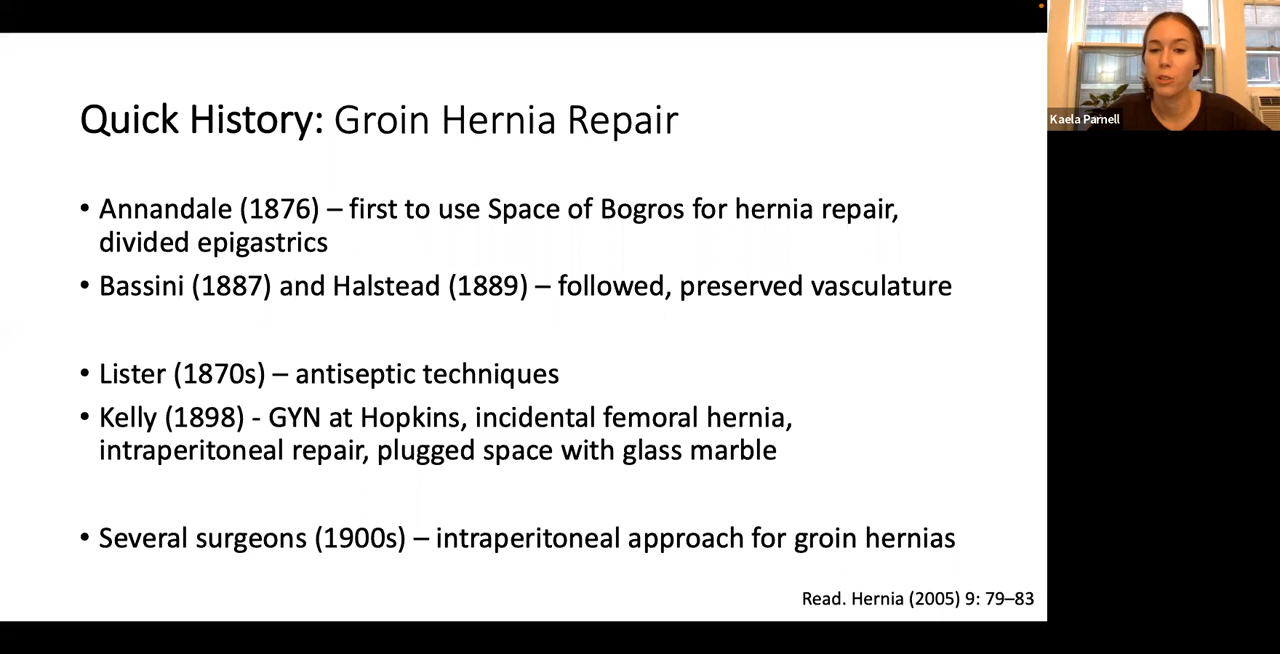 Quick History: Groin Hernia Repair
• Annandale (1876) – first to use Space of Bogros for hernia repair,
divided epigastrics
• Bassini (1887) and Halstead (1889) – followed, preserved vasculature
• Lister (1870s) – antiseptic techniques
• Kelly (1898) - GYN at Hopkins, incidental femoral hernia,
intraperitoneal repair, plugged space with glass marble
• Several surgeons (1900s) – intraperitoneal approach for groin hernias
Read. Hernia (2005) 9: 79–83
Kaela Parnell